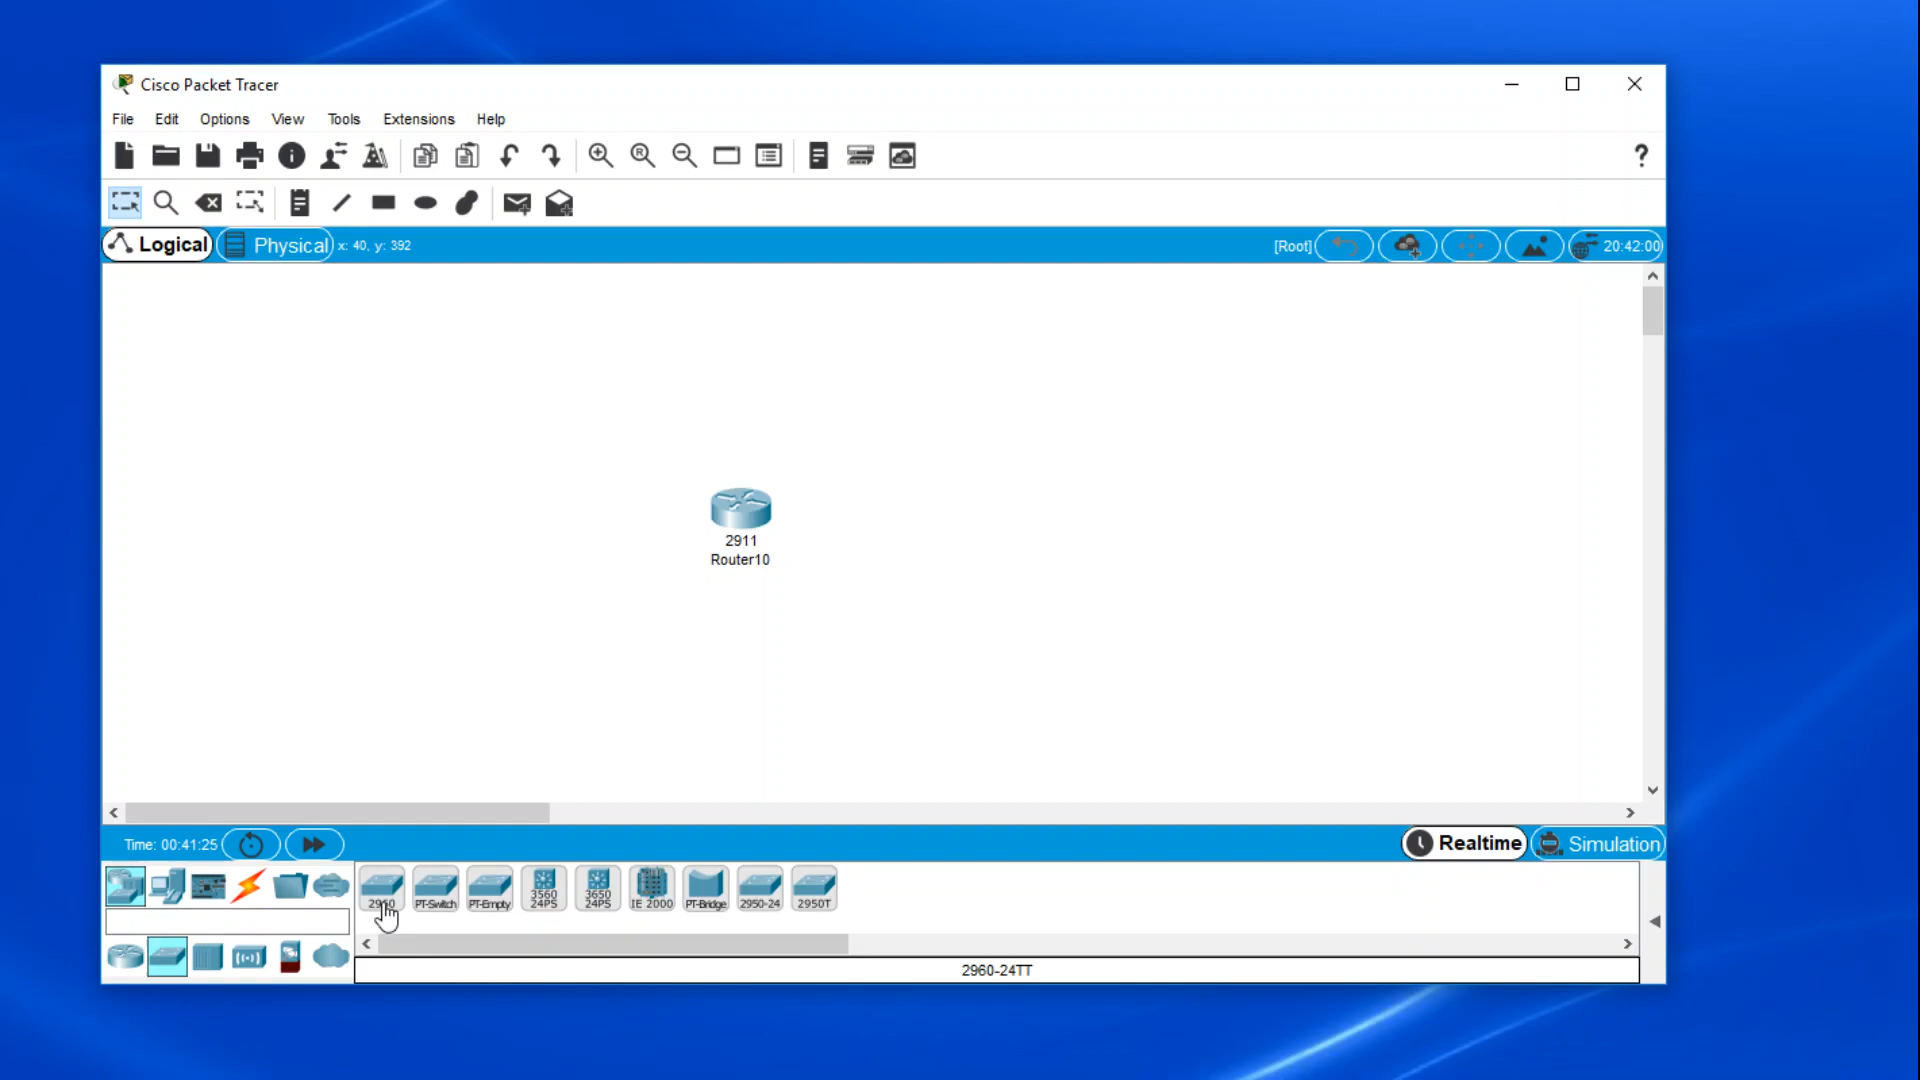 Cisco Packet Tracer
File Edit Options View Tools Extensions Help
R
?
Logical Physical x: 40, y: 392 [Root] 20:42:00
2911
Router10
Time: 00:41:25 Realtime Simulation
2960 PT-Switch PT-Empty 3560 24PS 3650 24PS IE 2000 PT-Bridge 2950-24 2950T
2960-24TT